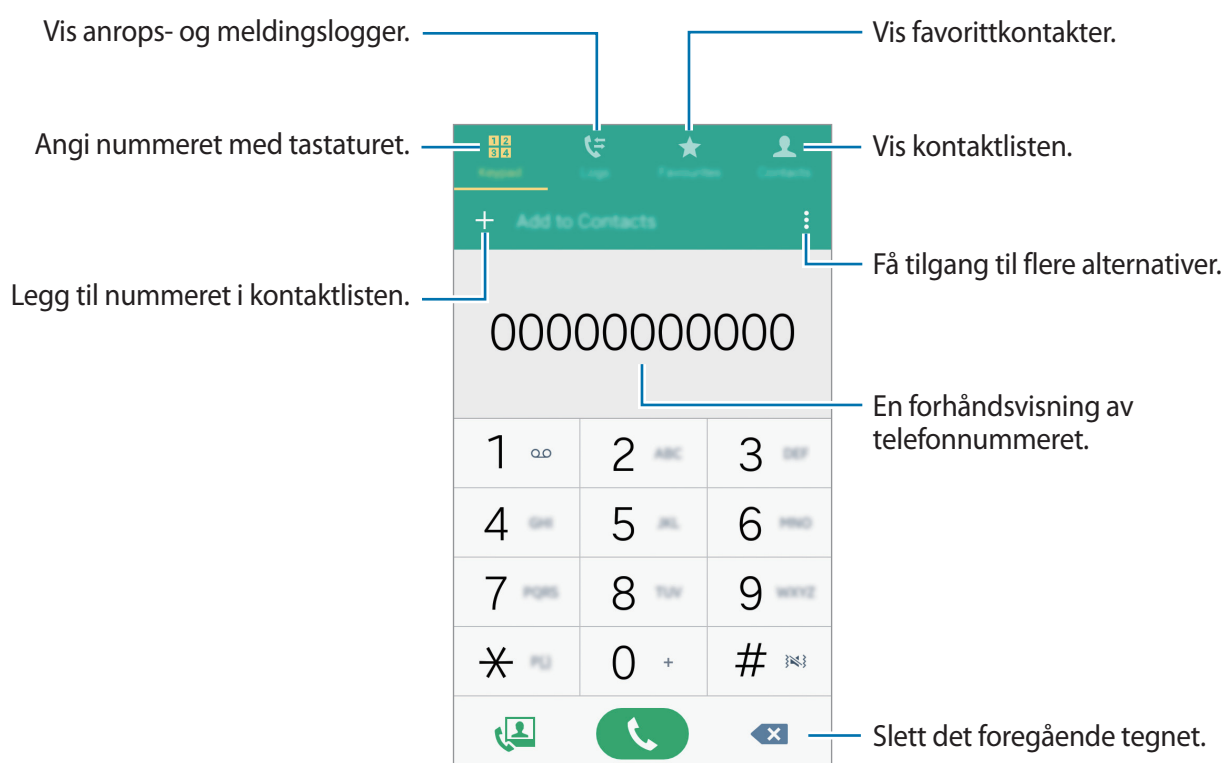 Vis anrops- og meldingslogger.
Vis favorittkontakter.
Angi nummeret med tastaturet.
Vis kontaktlisten.
Keypad
Logs
Favourites
Contacts
Add to Contacts
Få tilgang til flere alternativer.
Legg til nummeret i kontaktlisten.
00000000000
En forhåndsvisning av
telefonnummeret.
1
2 ABC
3 DEF
4 GHI
5 JKL
6 MNO
7 PQRS
8 TUV
9 WXYZ
*
0 +
#
Slett det foregående tegnet.